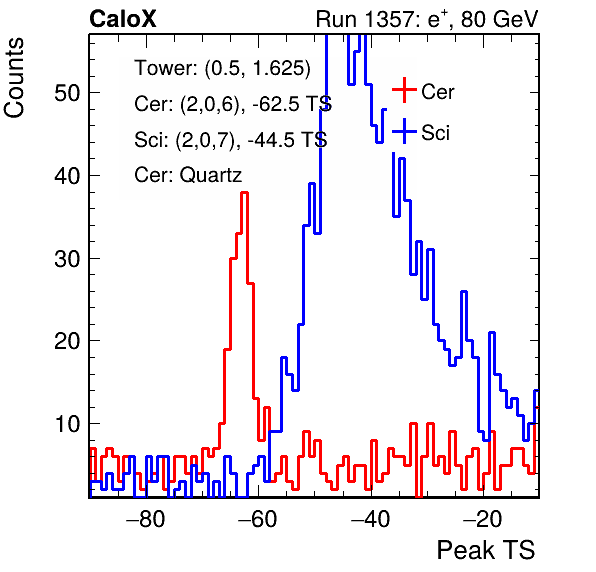 CaloX Run 1357: e⁺, 80 GeV
Counts
Tower: (0.5, 1.625)
Cer: (2,0,6), -62.5 TS
Sci: (2,0,7), -44.5 TS
Cer: Quartz
Cer
Sci
50
40
30
20
10
−80 −60 −40 −20
Peak TS